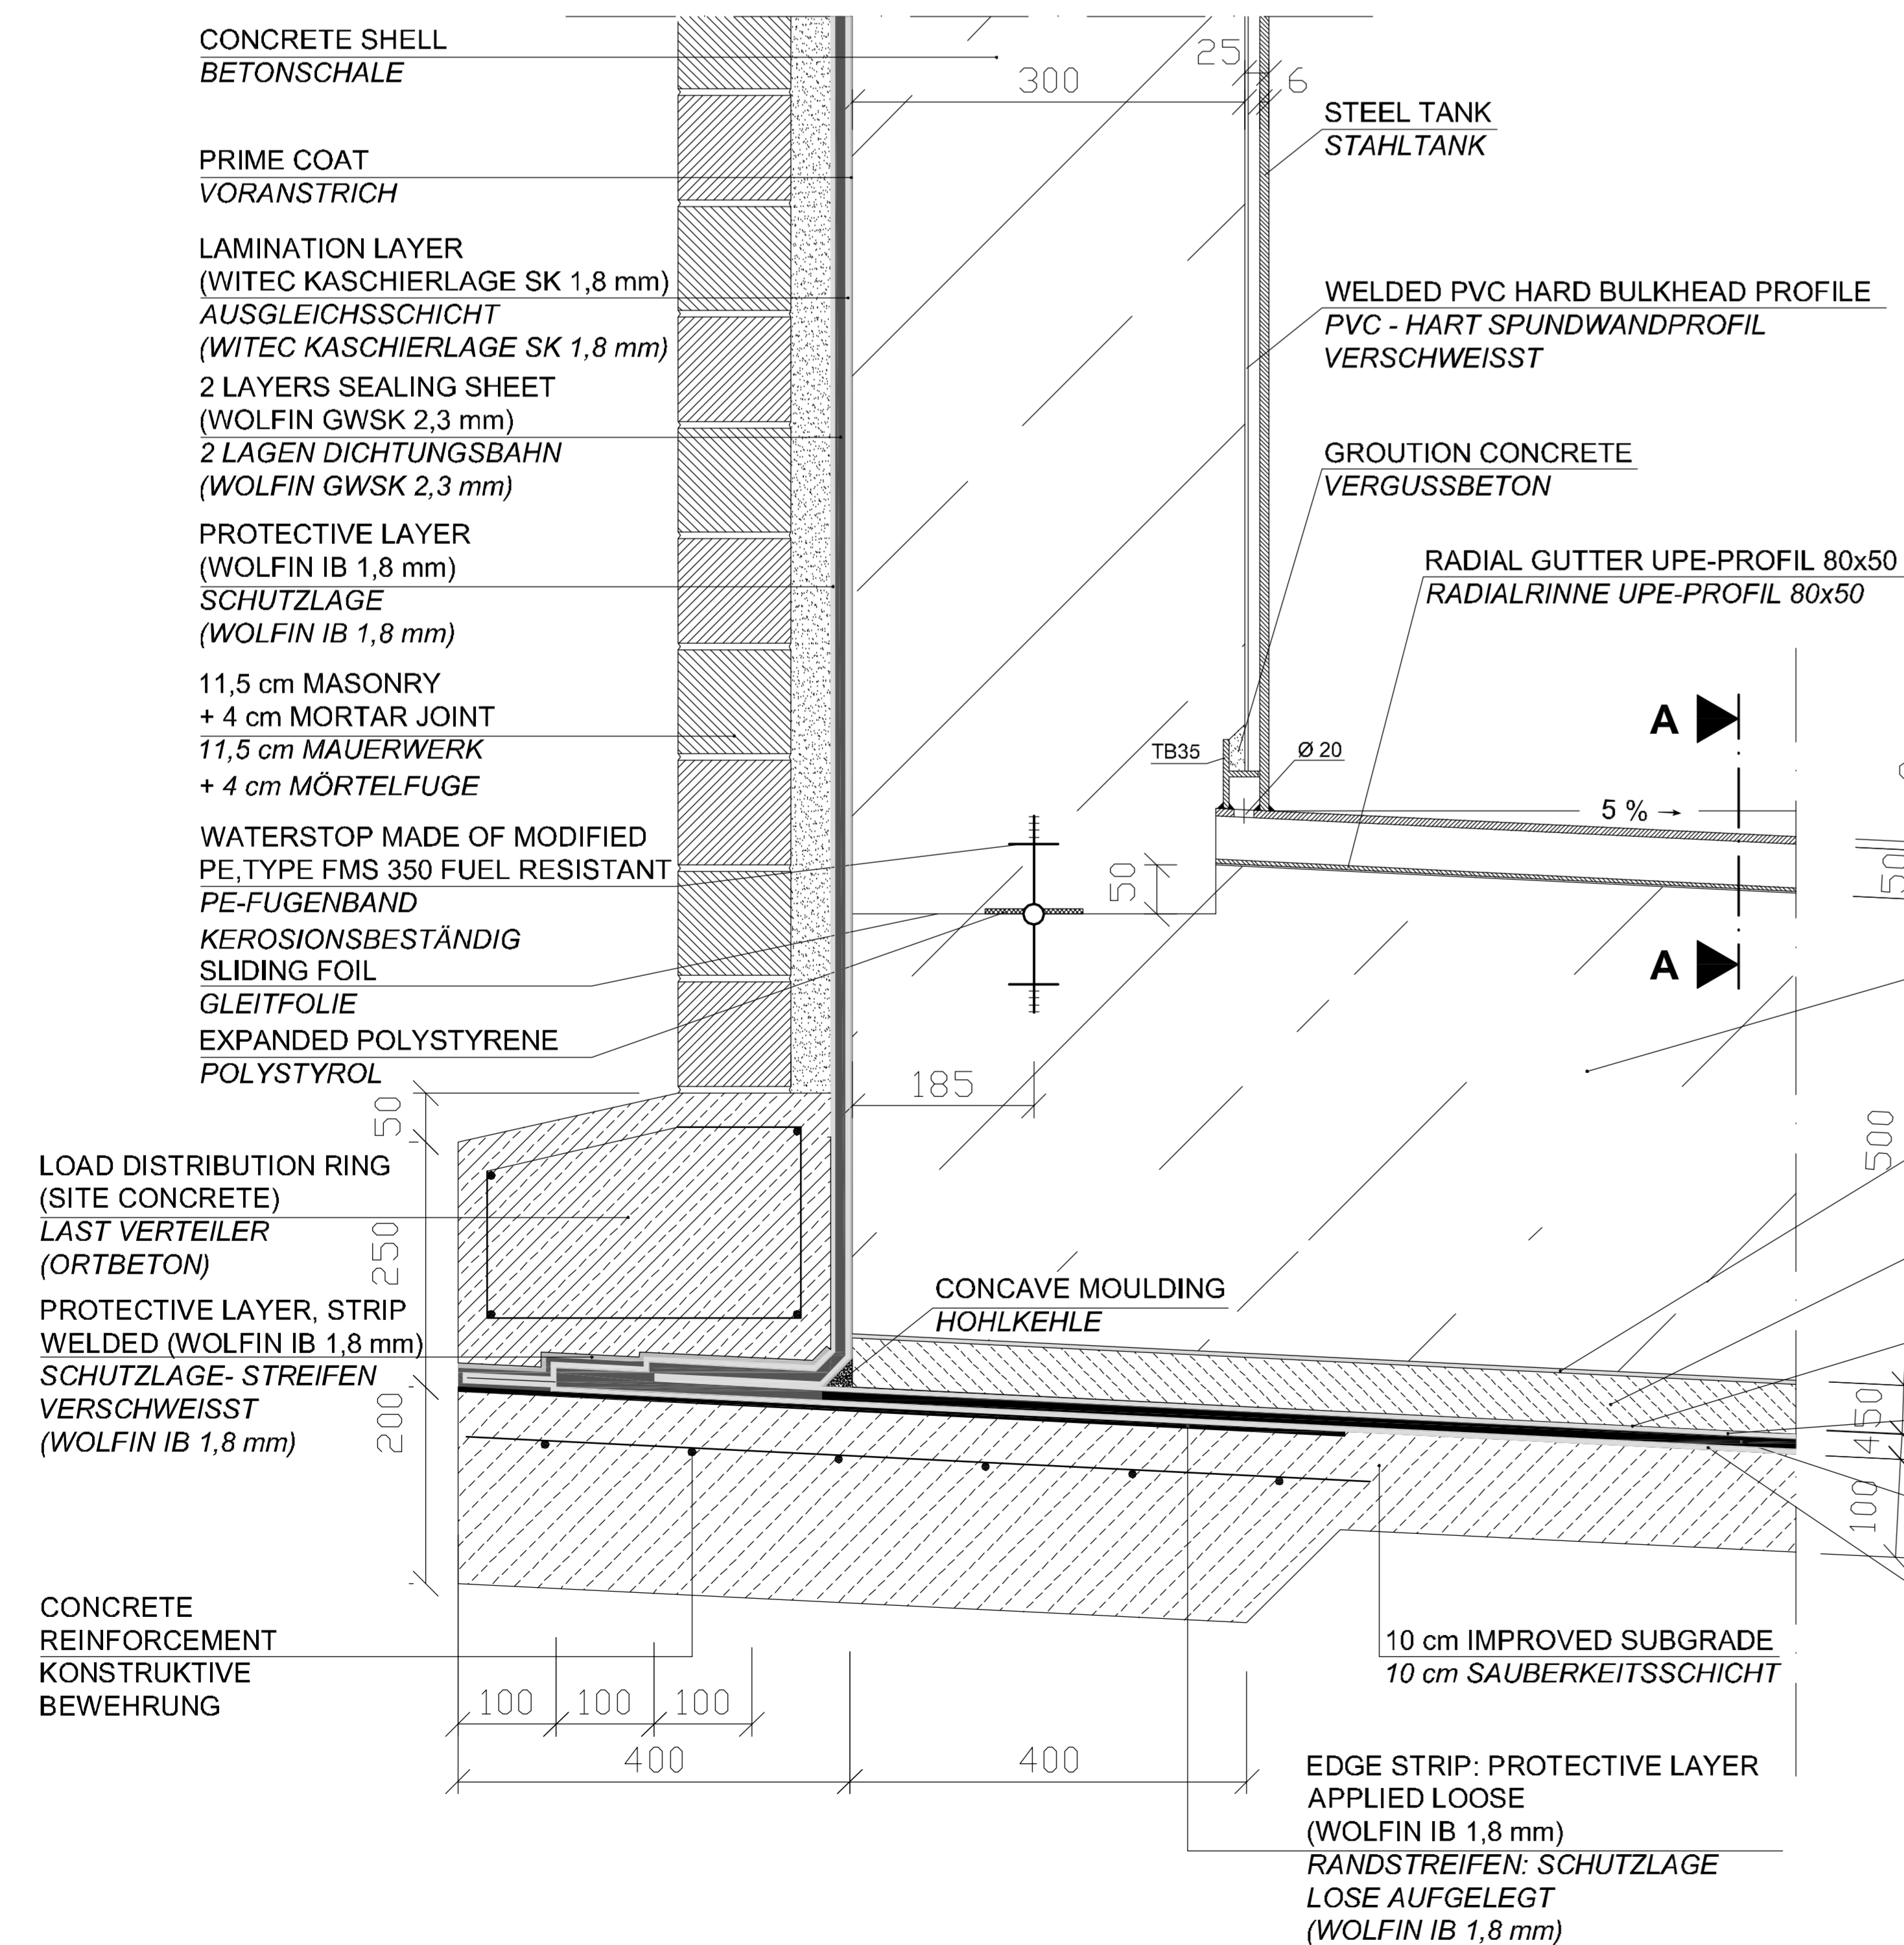 CONCRETE SHELL
BETONSCHALE
PRIME COAT
VORANSTRICH
LAMINATION LAYER
(WITEC KASCHIERLAGE SK 1,8 mm)
AUSGLEICHSSCHICHT
(WITEC KASCHIERLAGE SK 1,8 mm)
2 LAYERS SEALING SHEET
(WOLFIN GWSK 2,3 mm)
2 LAGEN DICHTUNGSBAHN
(WOLFIN GWSK 2,3 mm)
PROTECTIVE LAYER
(WOLFIN IB 1,8 mm)
SCHUTZLAGE
(WOLFIN IB 1,8 mm)
11,5 cm MASONRY
+ 4 cm MORTAR JOINT
11,5 cm MAUERWERK
+ 4 cm MÖRTELFUGE
WATERSTOP MADE OF MODIFIED
PE,TYPE FMS 350 FUEL RESISTANT
PE-FUGENBAND
KEROSIONSBESTÄNDIG
SLIDING FOIL
GLEITFOLIE
EXPANDED POLYSTYRENE
POLYSTYROL
LOAD DISTRIBUTION RING
(SITE CONCRETE)
LAST VERTEILER
(ORTBETON)
PROTECTIVE LAYER, STRIP
WELDED (WOLFIN IB 1,8 mm)
SCHUTZLAGE- STREIFEN
VERSCHWEISST
(WOLFIN IB 1,8 mm)
CONCRETE
REINFORCEMENT
KONSTRUKTIVE
BEWEHRUNG
50
250
200
100 100 100
400 400
300
25
6
STEEL TANK
STAHLTANK
WELDED PVC HARD BULKHEAD PROFILE
PVC - HART SPUNDWANDPROFIL
VERSCHWEISST
GROUTION CONCRETE
VERGUSSBETON
RADIAL GUTTER UPE-PROFIL 80x50
RADIALRINNE UPE-PROFIL 80x50
A
TB35
Ø 20
5 %
50
A
185
50
500
CONCAVE MOULDING
HOHLKEHLE
450
100
10 cm IMPROVED SUBGRADE
10 cm SAUBERKEITSSCHICHT
EDGE STRIP: PROTECTIVE LAYER
APPLIED LOOSE
(WOLFIN IB 1,8 mm)
RANDSTREIFEN: SCHUTZLAGE
LOSE AUFGELEGT
(WOLFIN IB 1,8 mm)